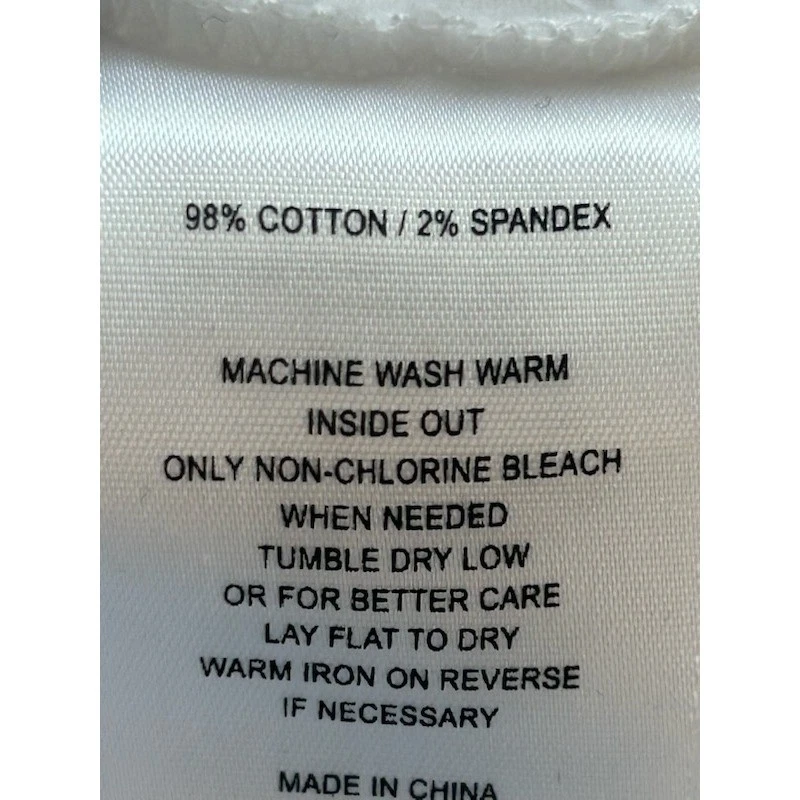 98% COTTON / 2% SPANDEX
MACHINE WASH WARM
INSIDE OUT
ONLY NON-CHLORINE BLEACH
WHEN NEEDED
TUMBLE DRY LOW
OR FOR BETTER CARE
LAY FLAT TO DRY
WARM IRON ON REVERSE
IF NECESSARY
MADE IN CHINA